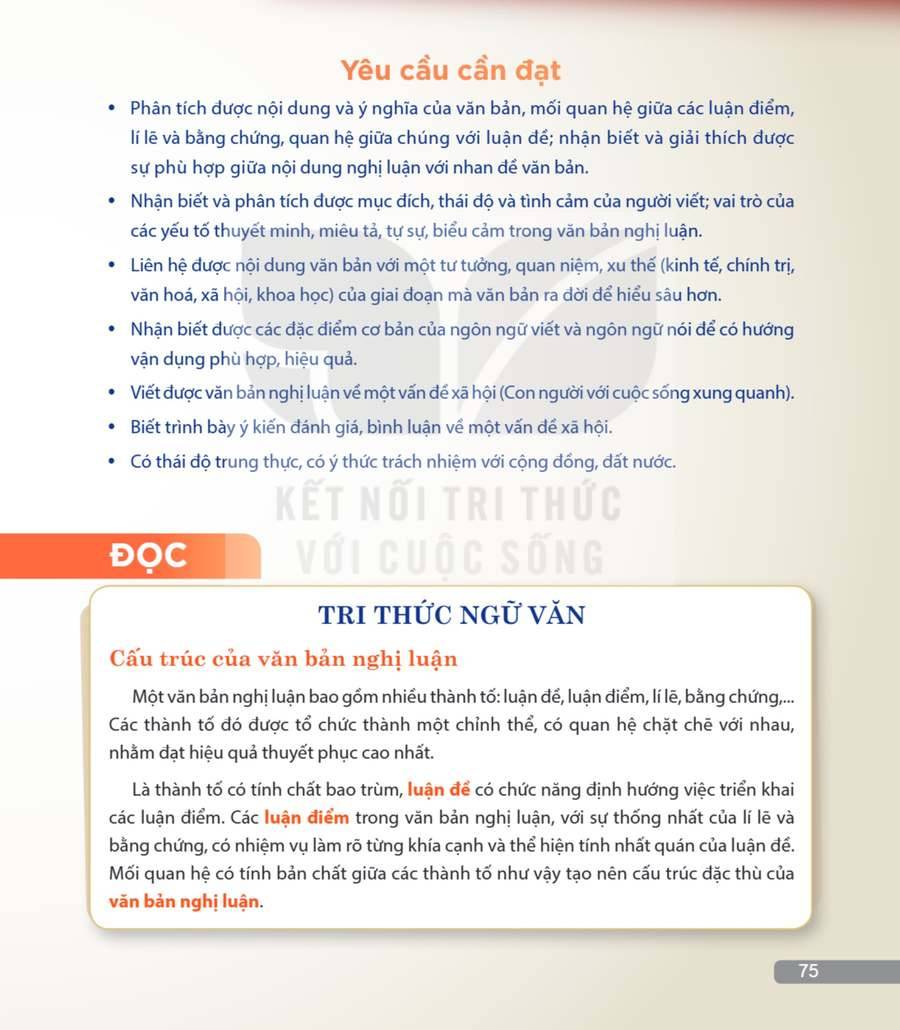 Yêu cầu cần đạt
• Phân tích được nội dung và ý nghĩa của văn bản, mối quan hệ giữa các luận điểm,
lí lẽ và bằng chứng, quan hệ giữa chúng với luận đề; nhận biết và giải thích được
sự phù hợp giữa nội dung nghị luận với nhan đề văn bản.
• Nhận biết và phân tích được mục đích, thái độ và tình cảm của người viết; vai trò của
các yếu tố thuyết minh, miêu tả, tự sự, biểu cảm trong văn bản nghị luận.
• Liên hệ được nội dung văn bản với một tư tưởng, quan niệm, xu thế (kinh tế, chính trị,
văn hoá, xã hội, khoa học) của giai đoạn mà văn bản ra đời để hiểu sâu hơn.
• Nhận biết được các đặc điểm cơ bản của ngôn ngữ viết và ngôn ngữ nói để có hướng
vận dụng phù hợp, hiệu quả.
• Viết được văn bản nghị luận về một vấn đề xã hội (Con người với cuộc sống xung quanh).
• Biết trình bày ý kiến đánh giá, bình luận về một vấn đề xã hội.
• Có thái độ trung thực, có ý thức trách nhiệm với cộng đồng, đất nước.
KẾT NỐI TRI THỨC
VỚI CUỘC SỐNG
ĐỌC
TRI THỨC NGỮ VĂN
Cấu trúc của văn bản nghị luận
Một văn bản nghị luận bao gồm nhiều thành tố: luận đề, luận điểm, lí lẽ, bằng chứng,...
Các thành tố đó được tổ chức thành một chỉnh thể, có quan hệ chặt chẽ với nhau,
nhằm đạt hiệu quả thuyết phục cao nhất.
Là thành tố có tính chất bao trùm, luận đề có chức năng định hướng việc triển khai
các luận điểm. Các luận điểm trong văn bản nghị luận, với sự thống nhất của lí lẽ và
bằng chứng, có nhiệm vụ làm rõ từng khía cạnh và thể hiện tính nhất quán của luận đề.
Mối quan hệ có tính bản chất giữa các thành tố như vậy tạo nên cấu trúc đặc thù của
văn bản nghị luận.
75